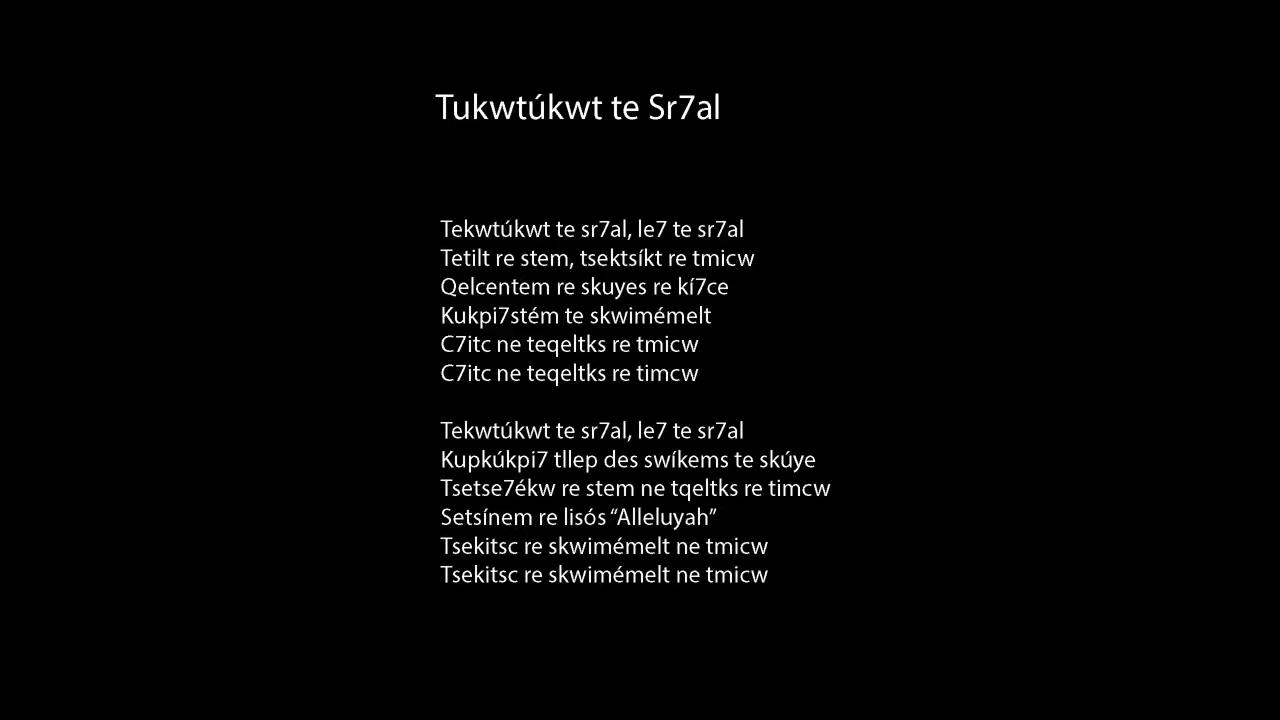 Tukwtúkwt te Sr7al
Tekwtúkwt te sr7al, le7 te sr7al
Tetilt re stem, tsektsíkt re tmicw
Qelcentem re skuyes re kí7ce
Kukpi7stém te skwimémelt
C7itc ne teqeltks re tmicw
C7itc ne teqeltks re timcw
Tekwtúkwt te sr7al, le7 te sr7al
Kupkúkpi7 tllep des swíkems te skúye
Tsetse7ékw re stem ne tqeltks re timcw
Setsínem re lisós “Alleluyah”
Tsekitsc re skwimémelt ne tmicw
Tsekitsc re skwimémelt ne tmicw